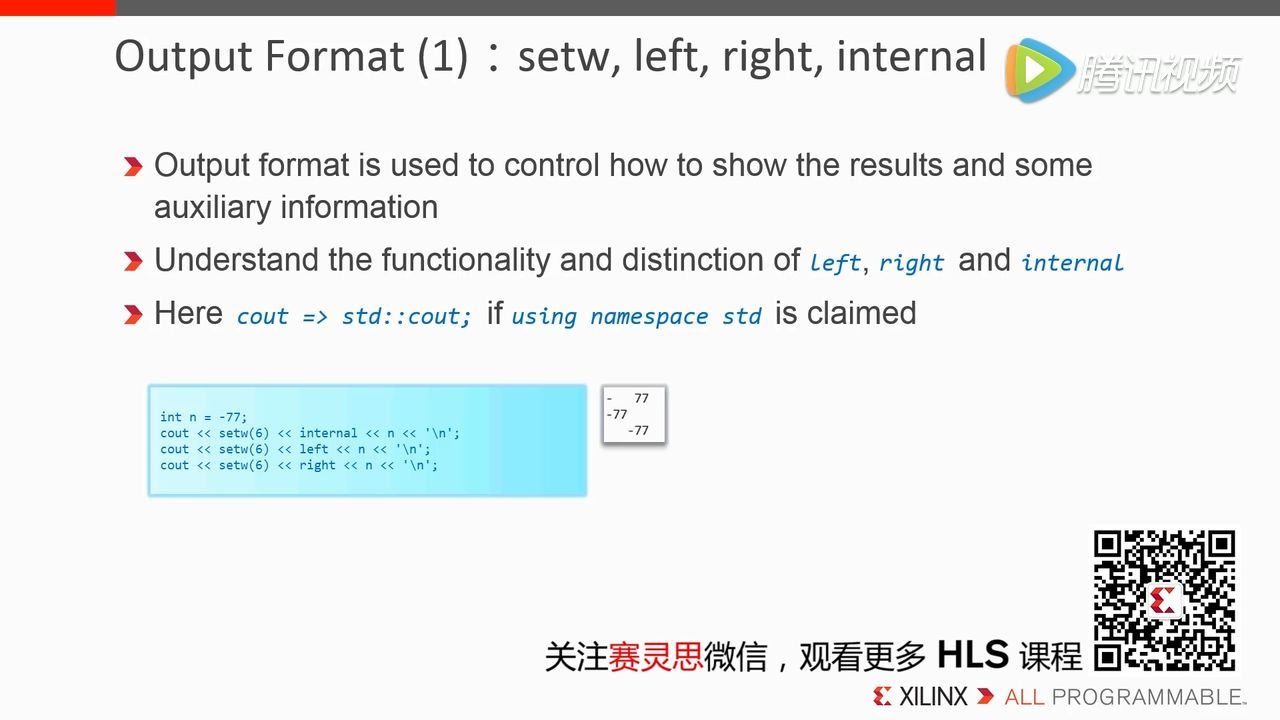 Output Format (1)：setw, left, right, internal
腾讯视频
Output format is used to control how to show the results and some
auxiliary information
Understand the functionality and distinction of left, right and internal
Here cout => std::cout; if using namespace std is claimed
int n = -77;
cout << setw(6) << internal << n << '\n';
cout << setw(6) << left << n << '\n';
cout << setw(6) << right << n << '\n';
-   77
-77
   -77
关注赛灵思微信，观看更多 HLS 课程
XILINX ALL PROGRAMMABLE™